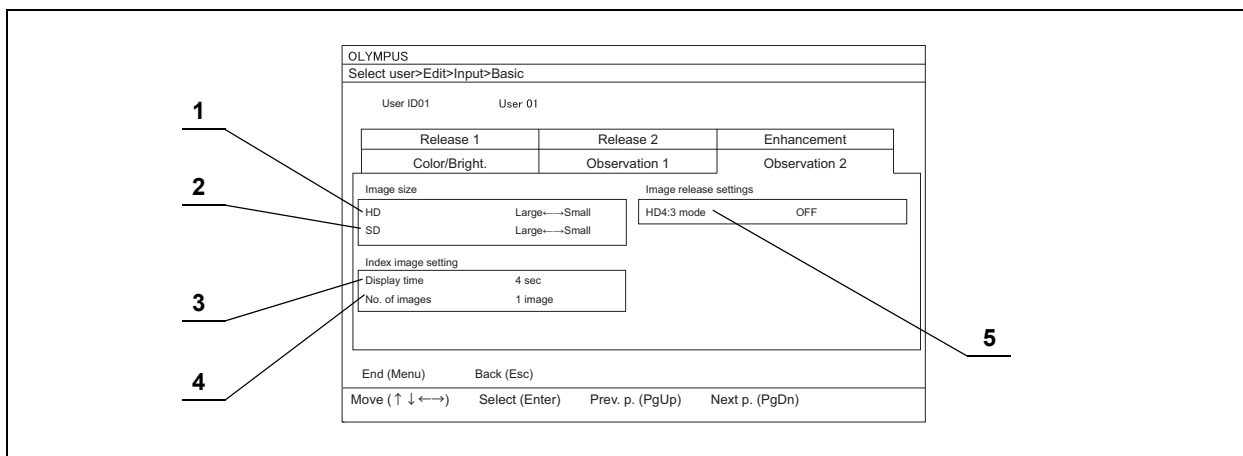 OLYMPUS
Select user>Edit>Input>Basic
User ID01 User 01
Release 1 Release 2 Enhancement
Color/Bright. Observation 1 Observation 2
Image size
HD Large←→Small
SD Large←→Small
Image release settings
HD4:3 mode OFF
Index image setting
Display time 4 sec
No. of images 1 image
End (Menu) Back (Esc)
Move (↑↓←→) Select (Enter) Prev. p. (PgUp) Next p. (PgDn)
1
2
3
4
5